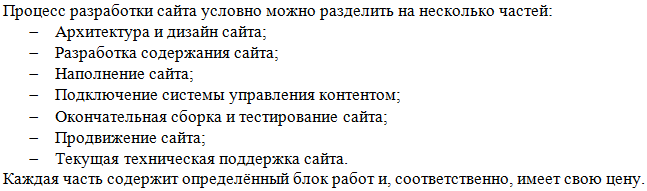 Процесс разработки сайта условно можно разделить на несколько частей:
– Архитектура и дизайн сайта;
– Разработка содержания сайта;
– Наполнение сайта;
– Подключение системы управления контентом;
– Окончательная сборка и тестирование сайта;
– Продвижение сайта;
– Текущая техническая поддержка сайта.
Каждая часть содержит определённый блок работ и, соответственно, имеет свою цену.